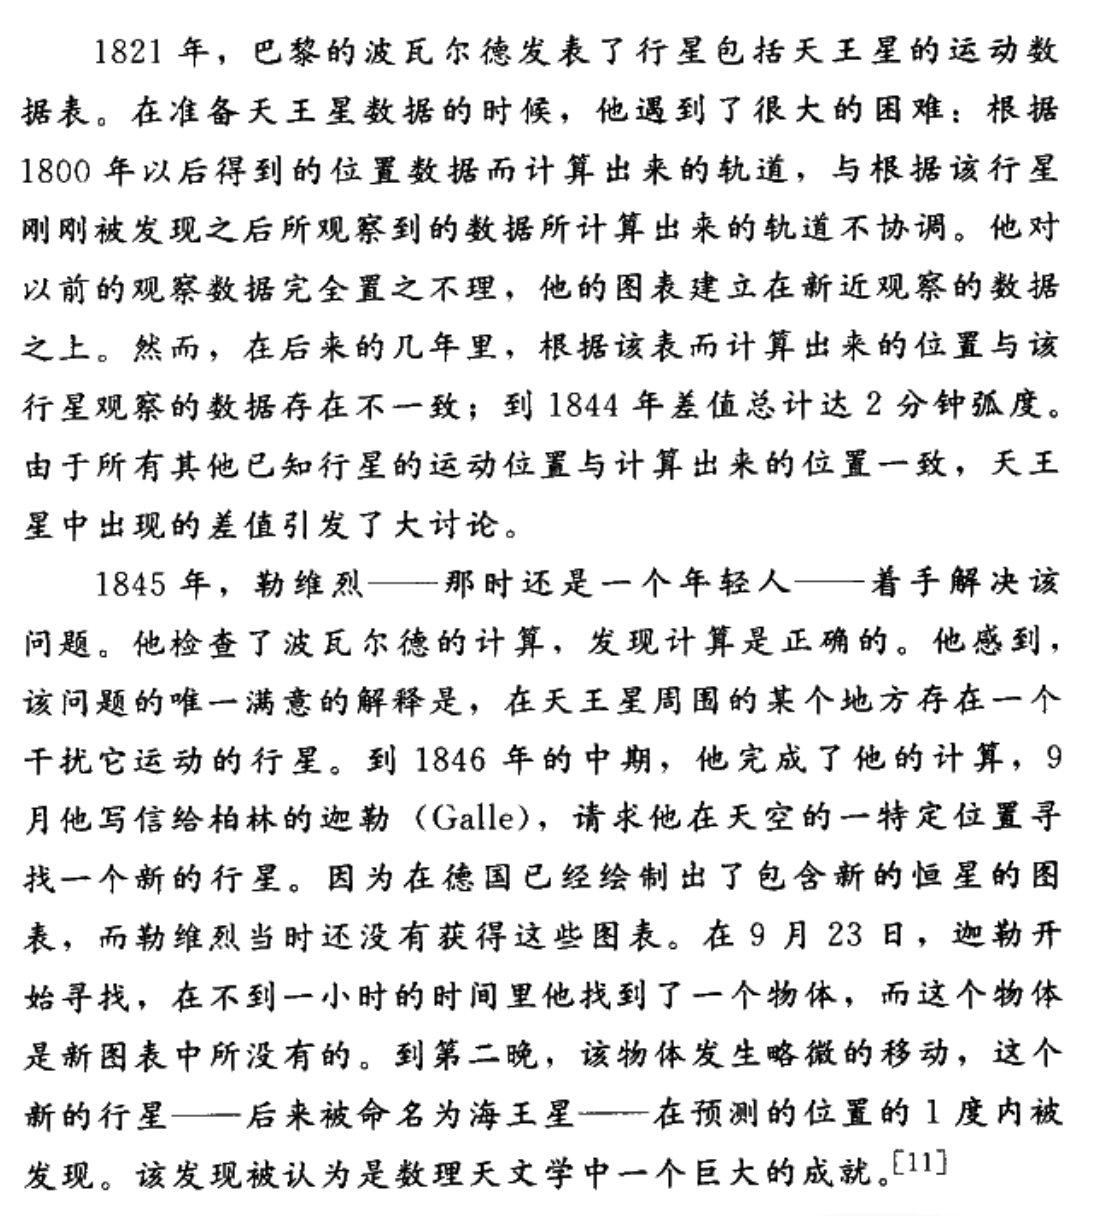 1821 年，巴黎的波瓦尔德发表了行星包括天王星的运动数
据表。在准备天王星数据的时候，他遇到了很大的困难：根据
1800 年以后得到的位置数据而计算出来的轨道，与根据该行星
刚刚被发现之后所观察到的数据所计算出来的轨道不协调。他对
以前的观察数据完全置之不理，他的图表建立在新近观察的数据
之上。然而，在后来的几年里，根据该表而计算出来的位置与该
行星观察的数据存在不一致；到 1844 年差值总计达 2 分钟弧度。
由于所有其他已知行星的运动位置与计算出来的位置一致，天王
星中出现的差值引发了大讨论。
1845 年，勒维烈——那时还是一个年轻人——着手解决该
问题。他检查了波瓦尔德的计算，发现计算是正确的。他感到，
该问题的唯一满意的解释是，在天王星周围的某个地方存在一个
干扰它运动的行星。到 1846 年的中期，他完成了他的计算，9
月他写信给柏林的迦勒（Galle），请求他在天空的一特定位置寻
找一个新的行星。因为在德国已经绘制出了包含新的恒星的图
表，而勒维烈当时还没有获得这些图表。在 9 月 23 日，迦勒开
始寻找，在不到一小时的时间里他找到了一个物体，而这个物体
是新图表中所没有的。到第二晚，该物体发生略微的移动，这个
新的行星——后来被命名为海王星——在预测的位置的 1 度内被
发现。该发现被认为是数理天文学中一个巨大的成就。[11]